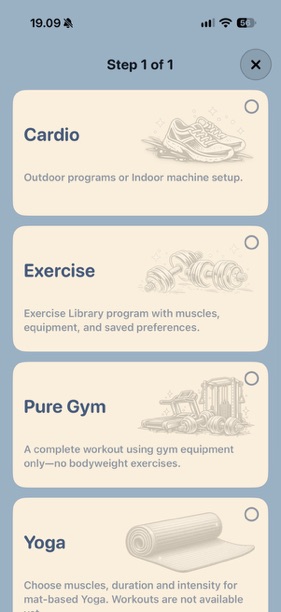 19.09
56
Step 1 of 1
Cardio
Outdoor programs or Indoor machine setup.
Exercise
Exercise Library program with muscles,
equipment, and saved preferences.
Pure Gym
A complete workout using gym equipment
only—no bodyweight exercises.
Yoga
Choose muscles, duration and intensity for
mat-based Yoga. Workouts are not available
yet.